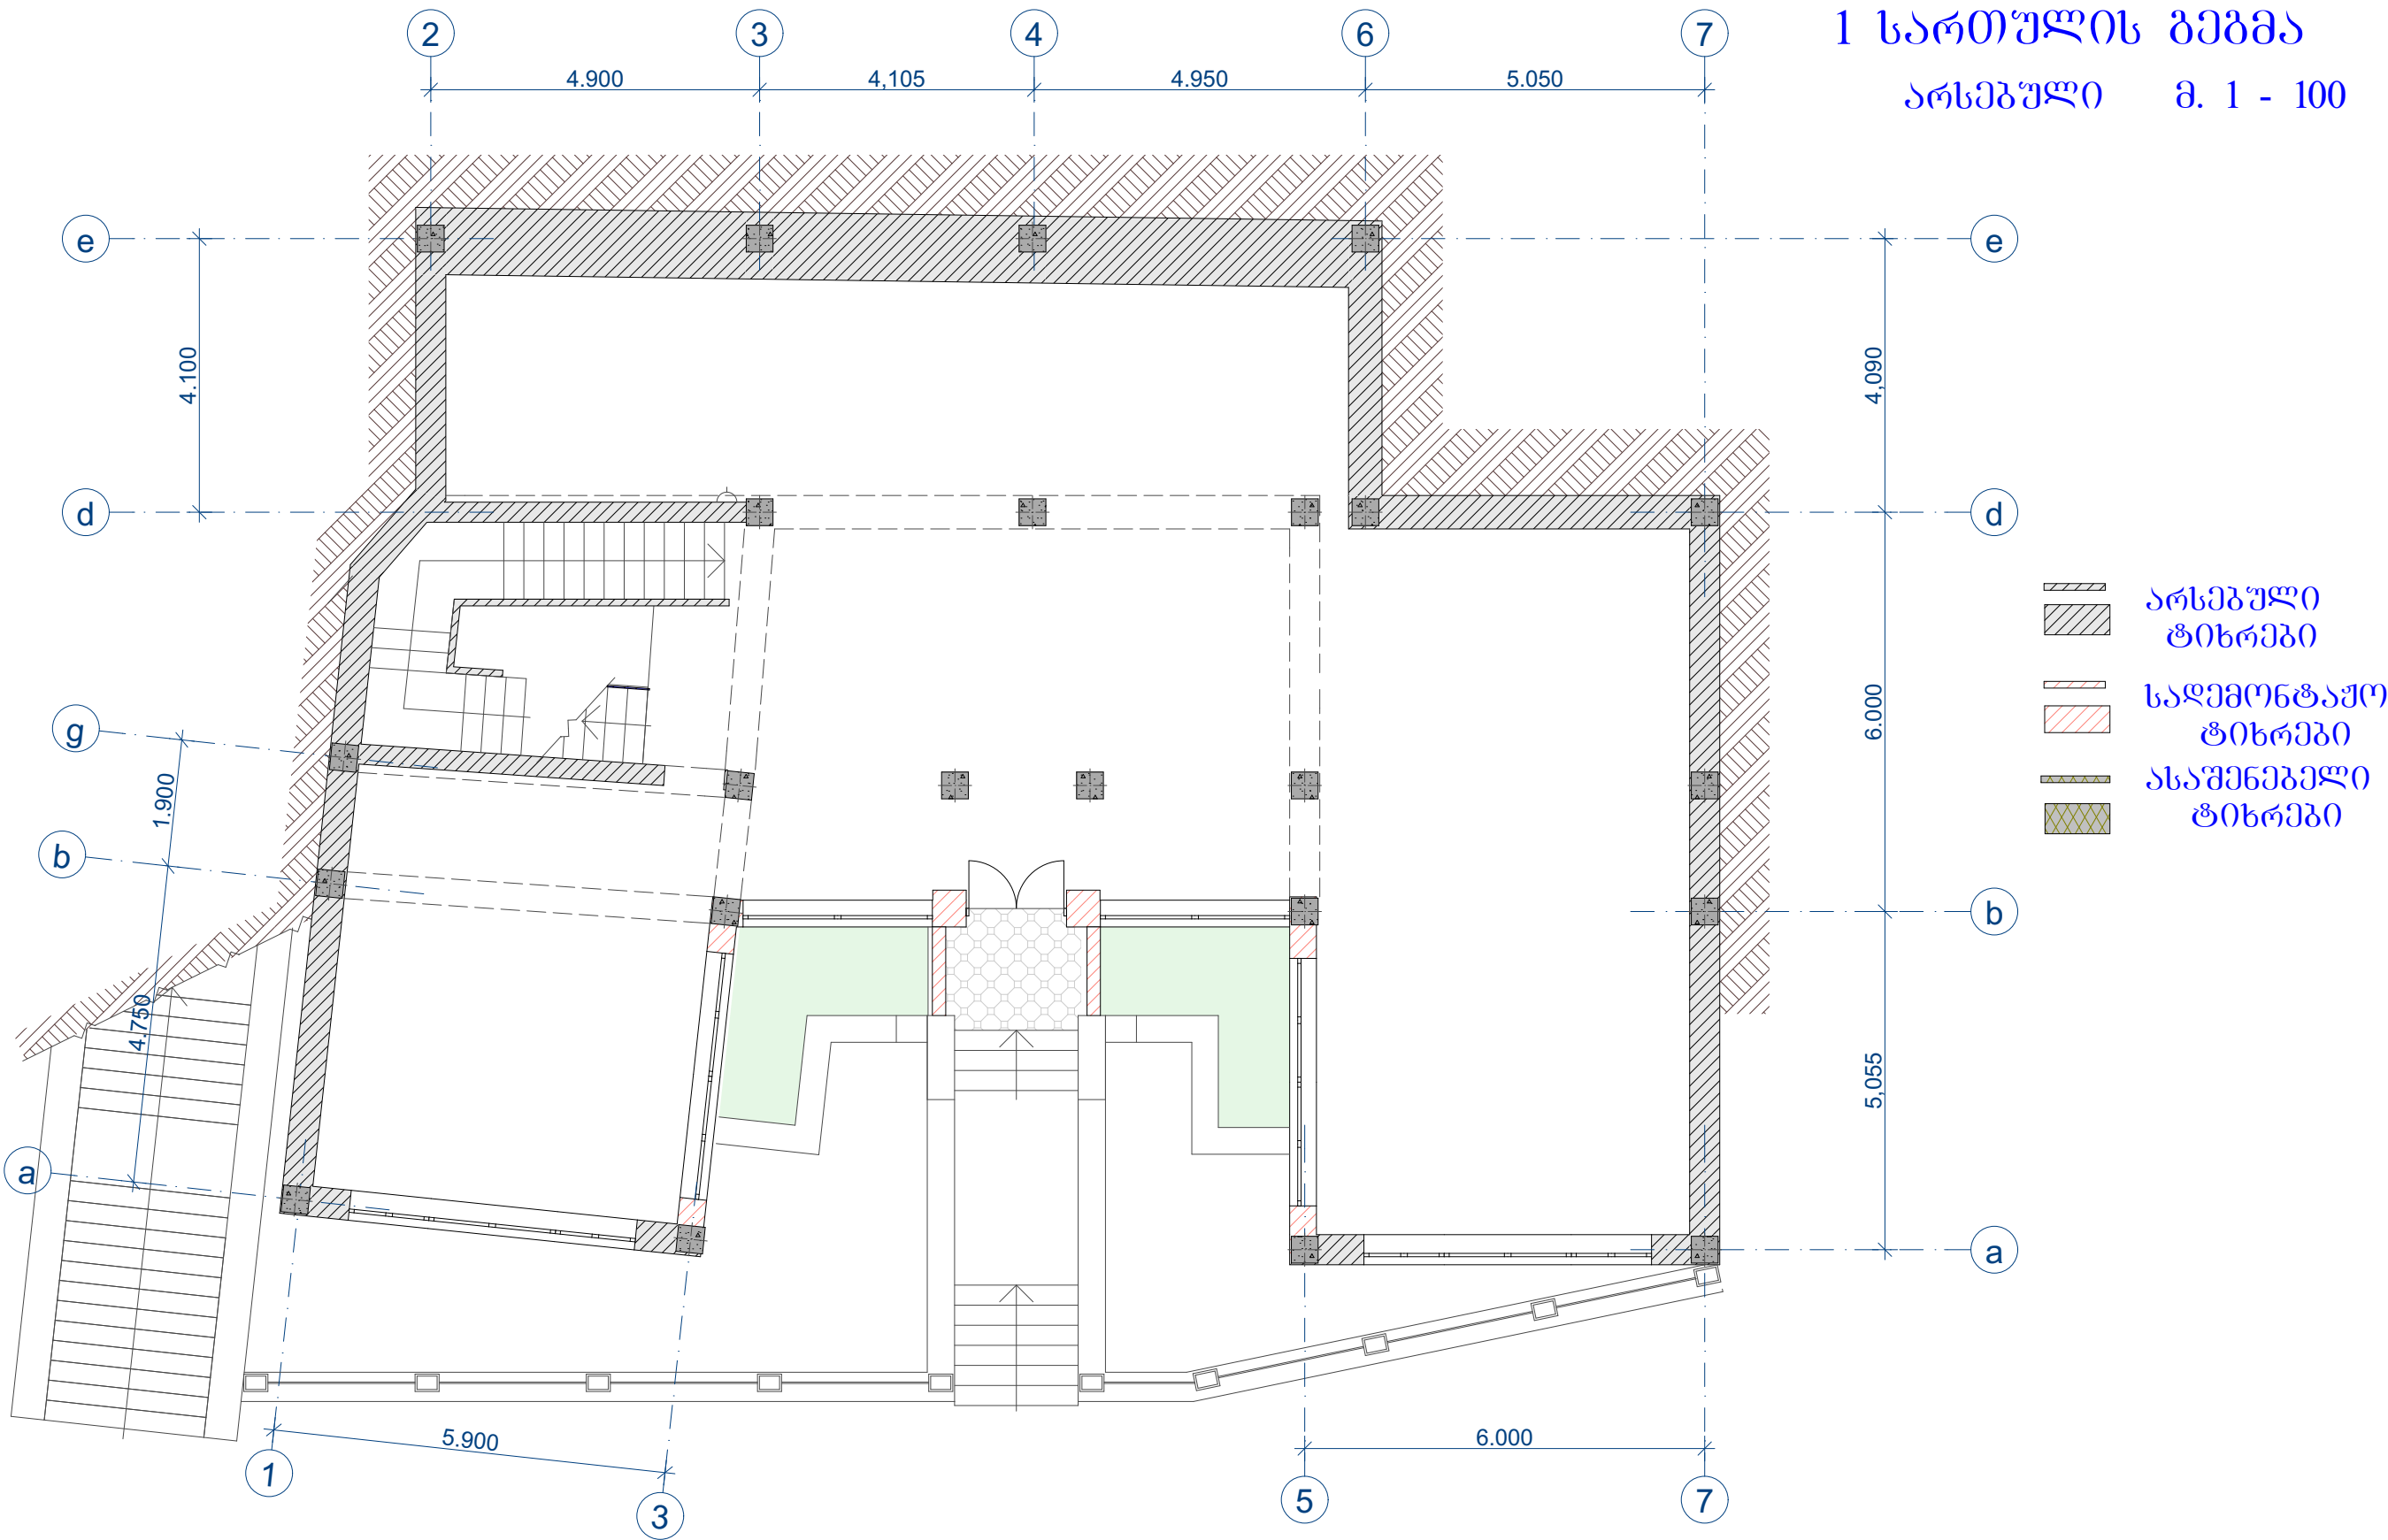 1 სართულის გეგმა
არსებული მ. 1 - 100
2 3 4 6 7
4.900 4,105 4.950 5.050
e e
4.100 4,090
d d
არსებული
ტიხრები
სადემონტაჟო
ტიხრები
ასაშენებელი
ტიხრები
g
1.900 6.000
b b
4.750 5,055
a a
5.900 6.000
1 3 5 7